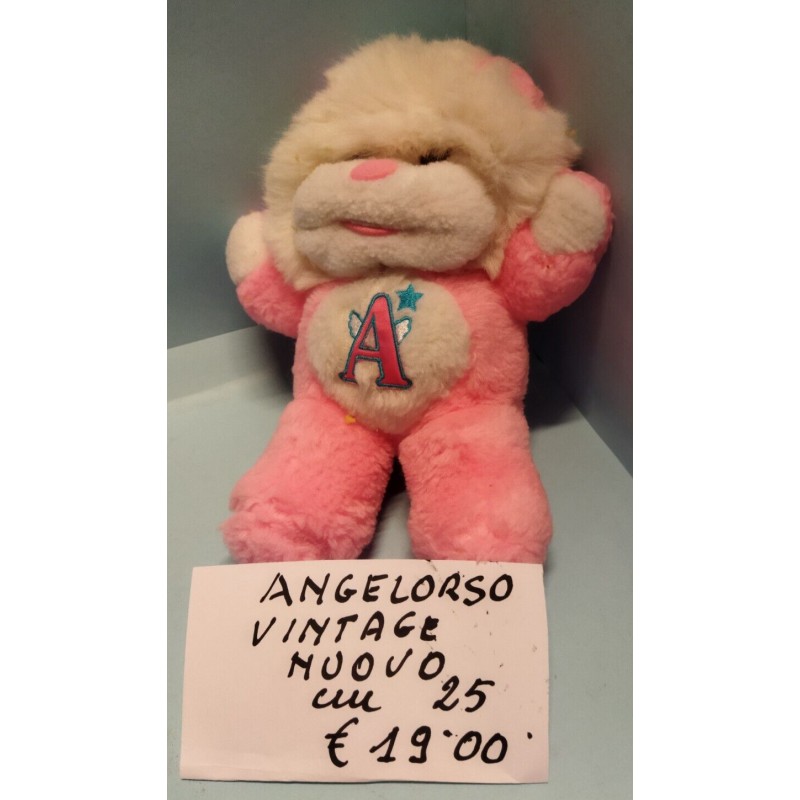 A
ANGELORSO
VINTAGE
NUOVO
cm 25
€ 19.00